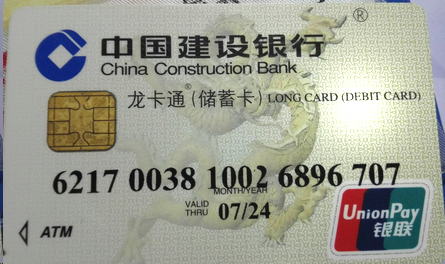 ®
中国建设银行
China Construction Bank
龙卡通(储蓄卡) LONG CARD (DEBIT CARD)
6217 0038 1002 6896 707
MONTH/YEAR
VALID THRU 07/24
ATM
UnionPay
银联